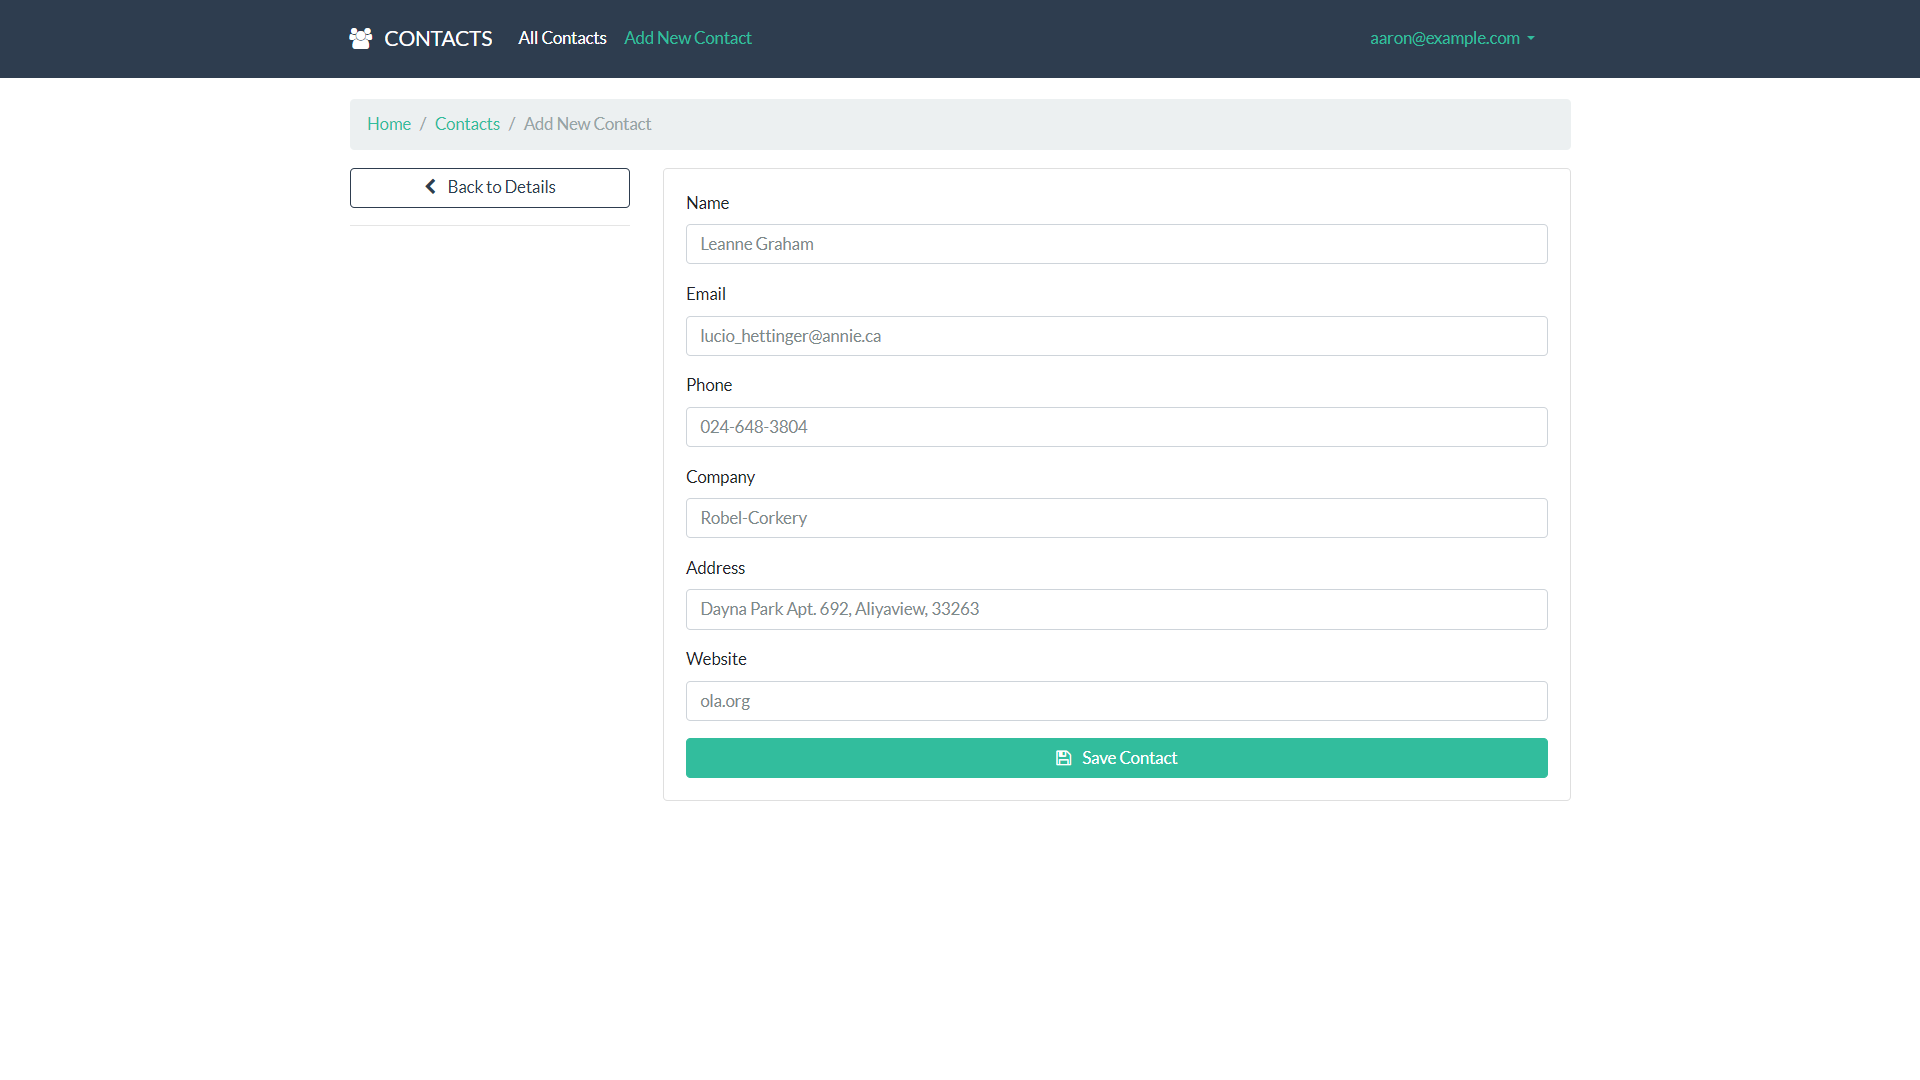 CONTACTS All Contacts Add New Contact aaron@example.com
Home / Contacts / Add New Contact
Back to Details
Name
Leanne Graham
Email
lucio_hettinger@annie.ca
Phone
024-648-3804
Company
Robel-Corkery
Address
Dayna Park Apt. 692, Aliyaview, 33263
Website
ola.org
Save Contact